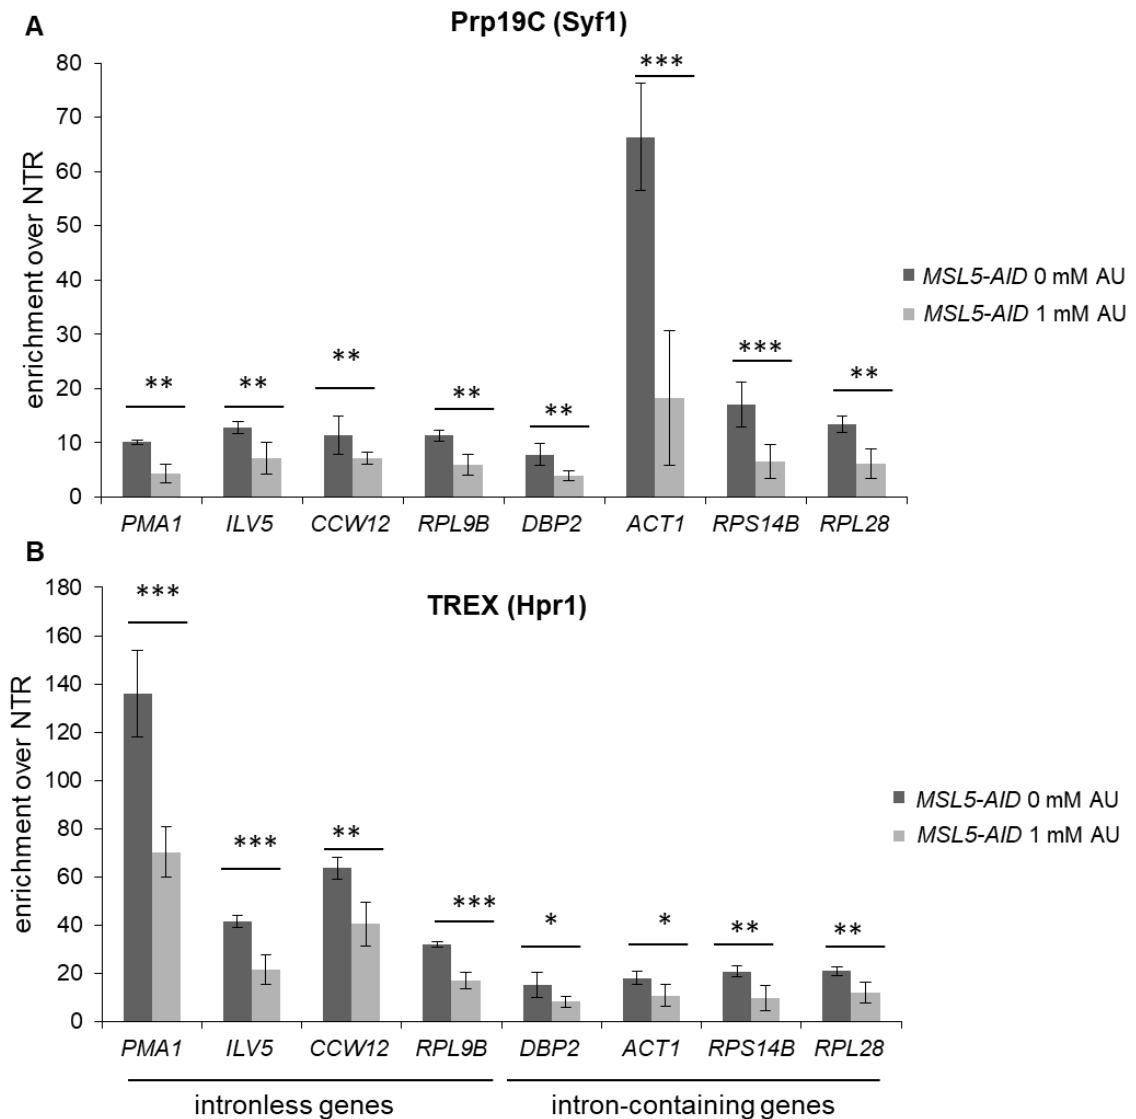 A
Prp19C (Syf1)
enrichment over NTR
80
70
60
50
40
30
20
10
0
** ** ** ** ** *** *** **
MSL5-AID 0 mM AU
MSL5-AID 1 mM AU
PMA1 ILV5 CCW12 RPL9B DBP2 ACT1 RPS14B RPL28
B
TREX (Hpr1)
enrichment over NTR
180
160
140
120
100
80
60
40
20
0
*** *** ** *** * * ** **
MSL5-AID 0 mM AU
MSL5-AID 1 mM AU
PMA1 ILV5 CCW12 RPL9B DBP2 ACT1 RPS14B RPL28
intronless genes intron-containing genes